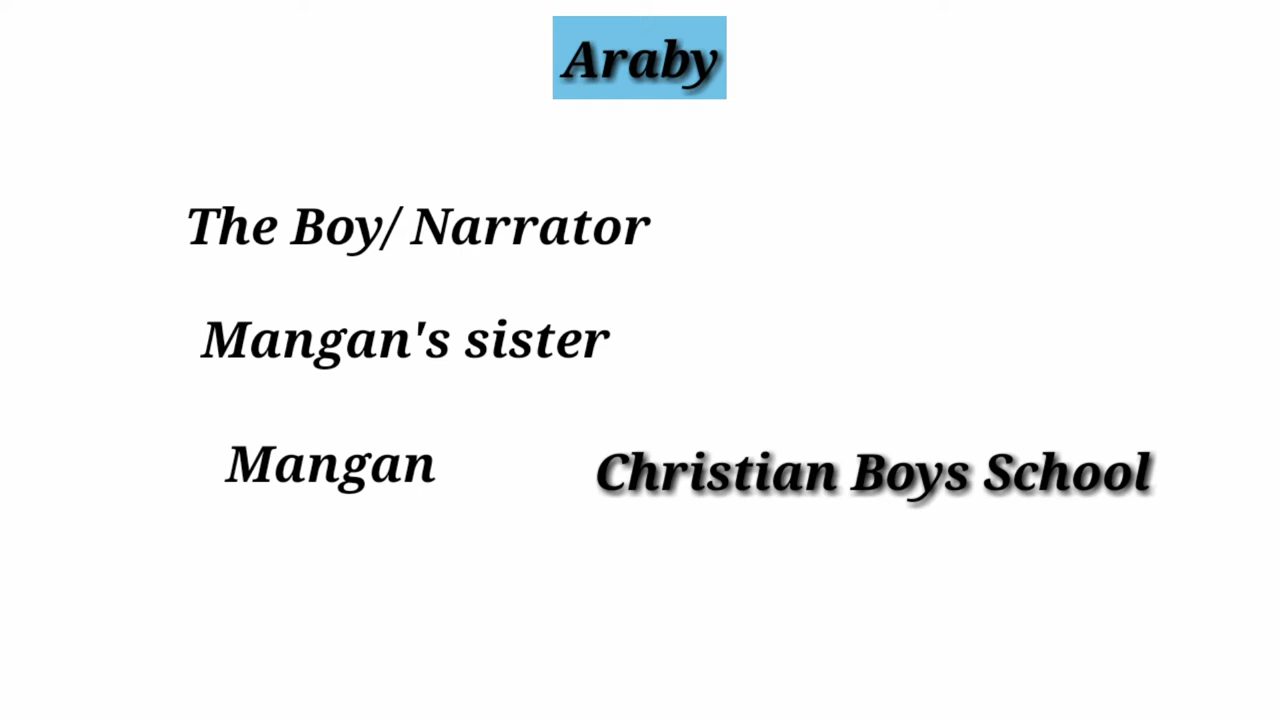 Araby
The Boy/ Narrator
Mangan's sister
Mangan
Christian Boys School